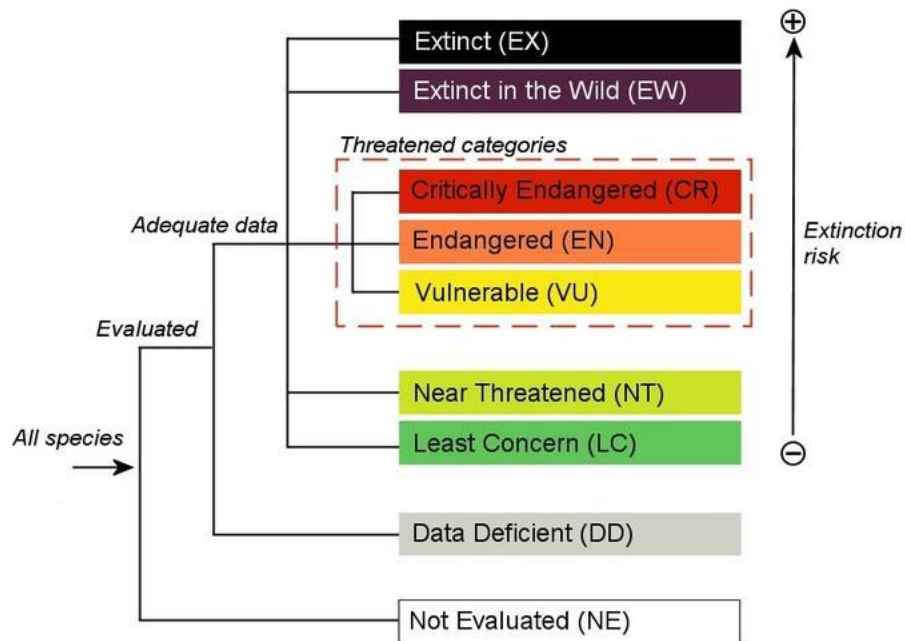 Extinct (EX)
Extinct in the Wild (EW)
Threatened categories
Critically Endangered (CR)
Adequate data
Endangered (EN)
Extinction
risk
Vulnerable (VU)
Evaluated
Near Threatened (NT)
All species
Least Concern (LC)
Data Deficient (DD)
Not Evaluated (NE)